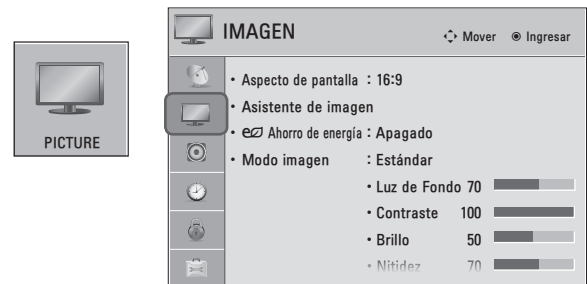 PICTURE
IMAGEN
Mover
Ingresar
• Aspecto de pantalla : 16:9
• Asistente de imagen
• Ahorro de energía : Apagado
• Modo imagen : Estándar
• Luz de Fondo 70
• Contraste 100
• Brillo 50
• Nitidez 70